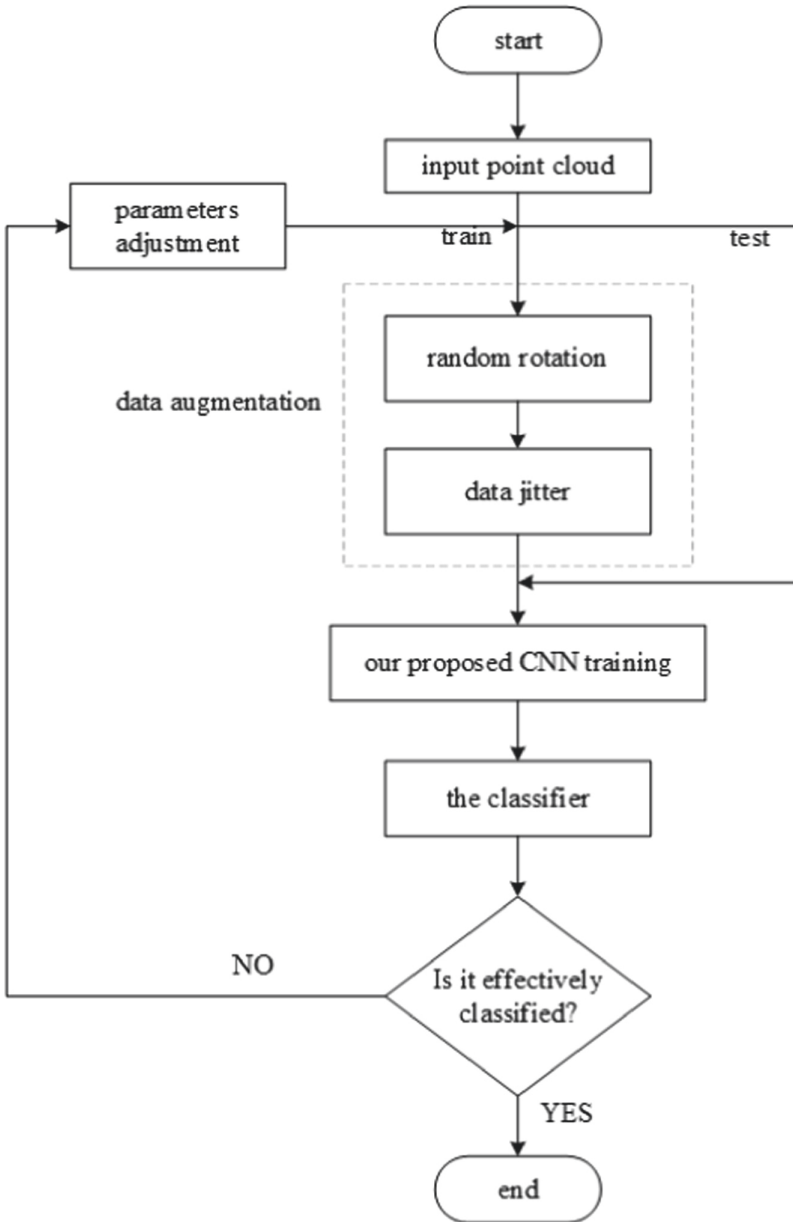 start
input point cloud
parameters
adjustment
train
test
random rotation
data augmentation
data jitter
our proposed CNN training
the classifier
NO
Is it effectively
classified?
YES
end